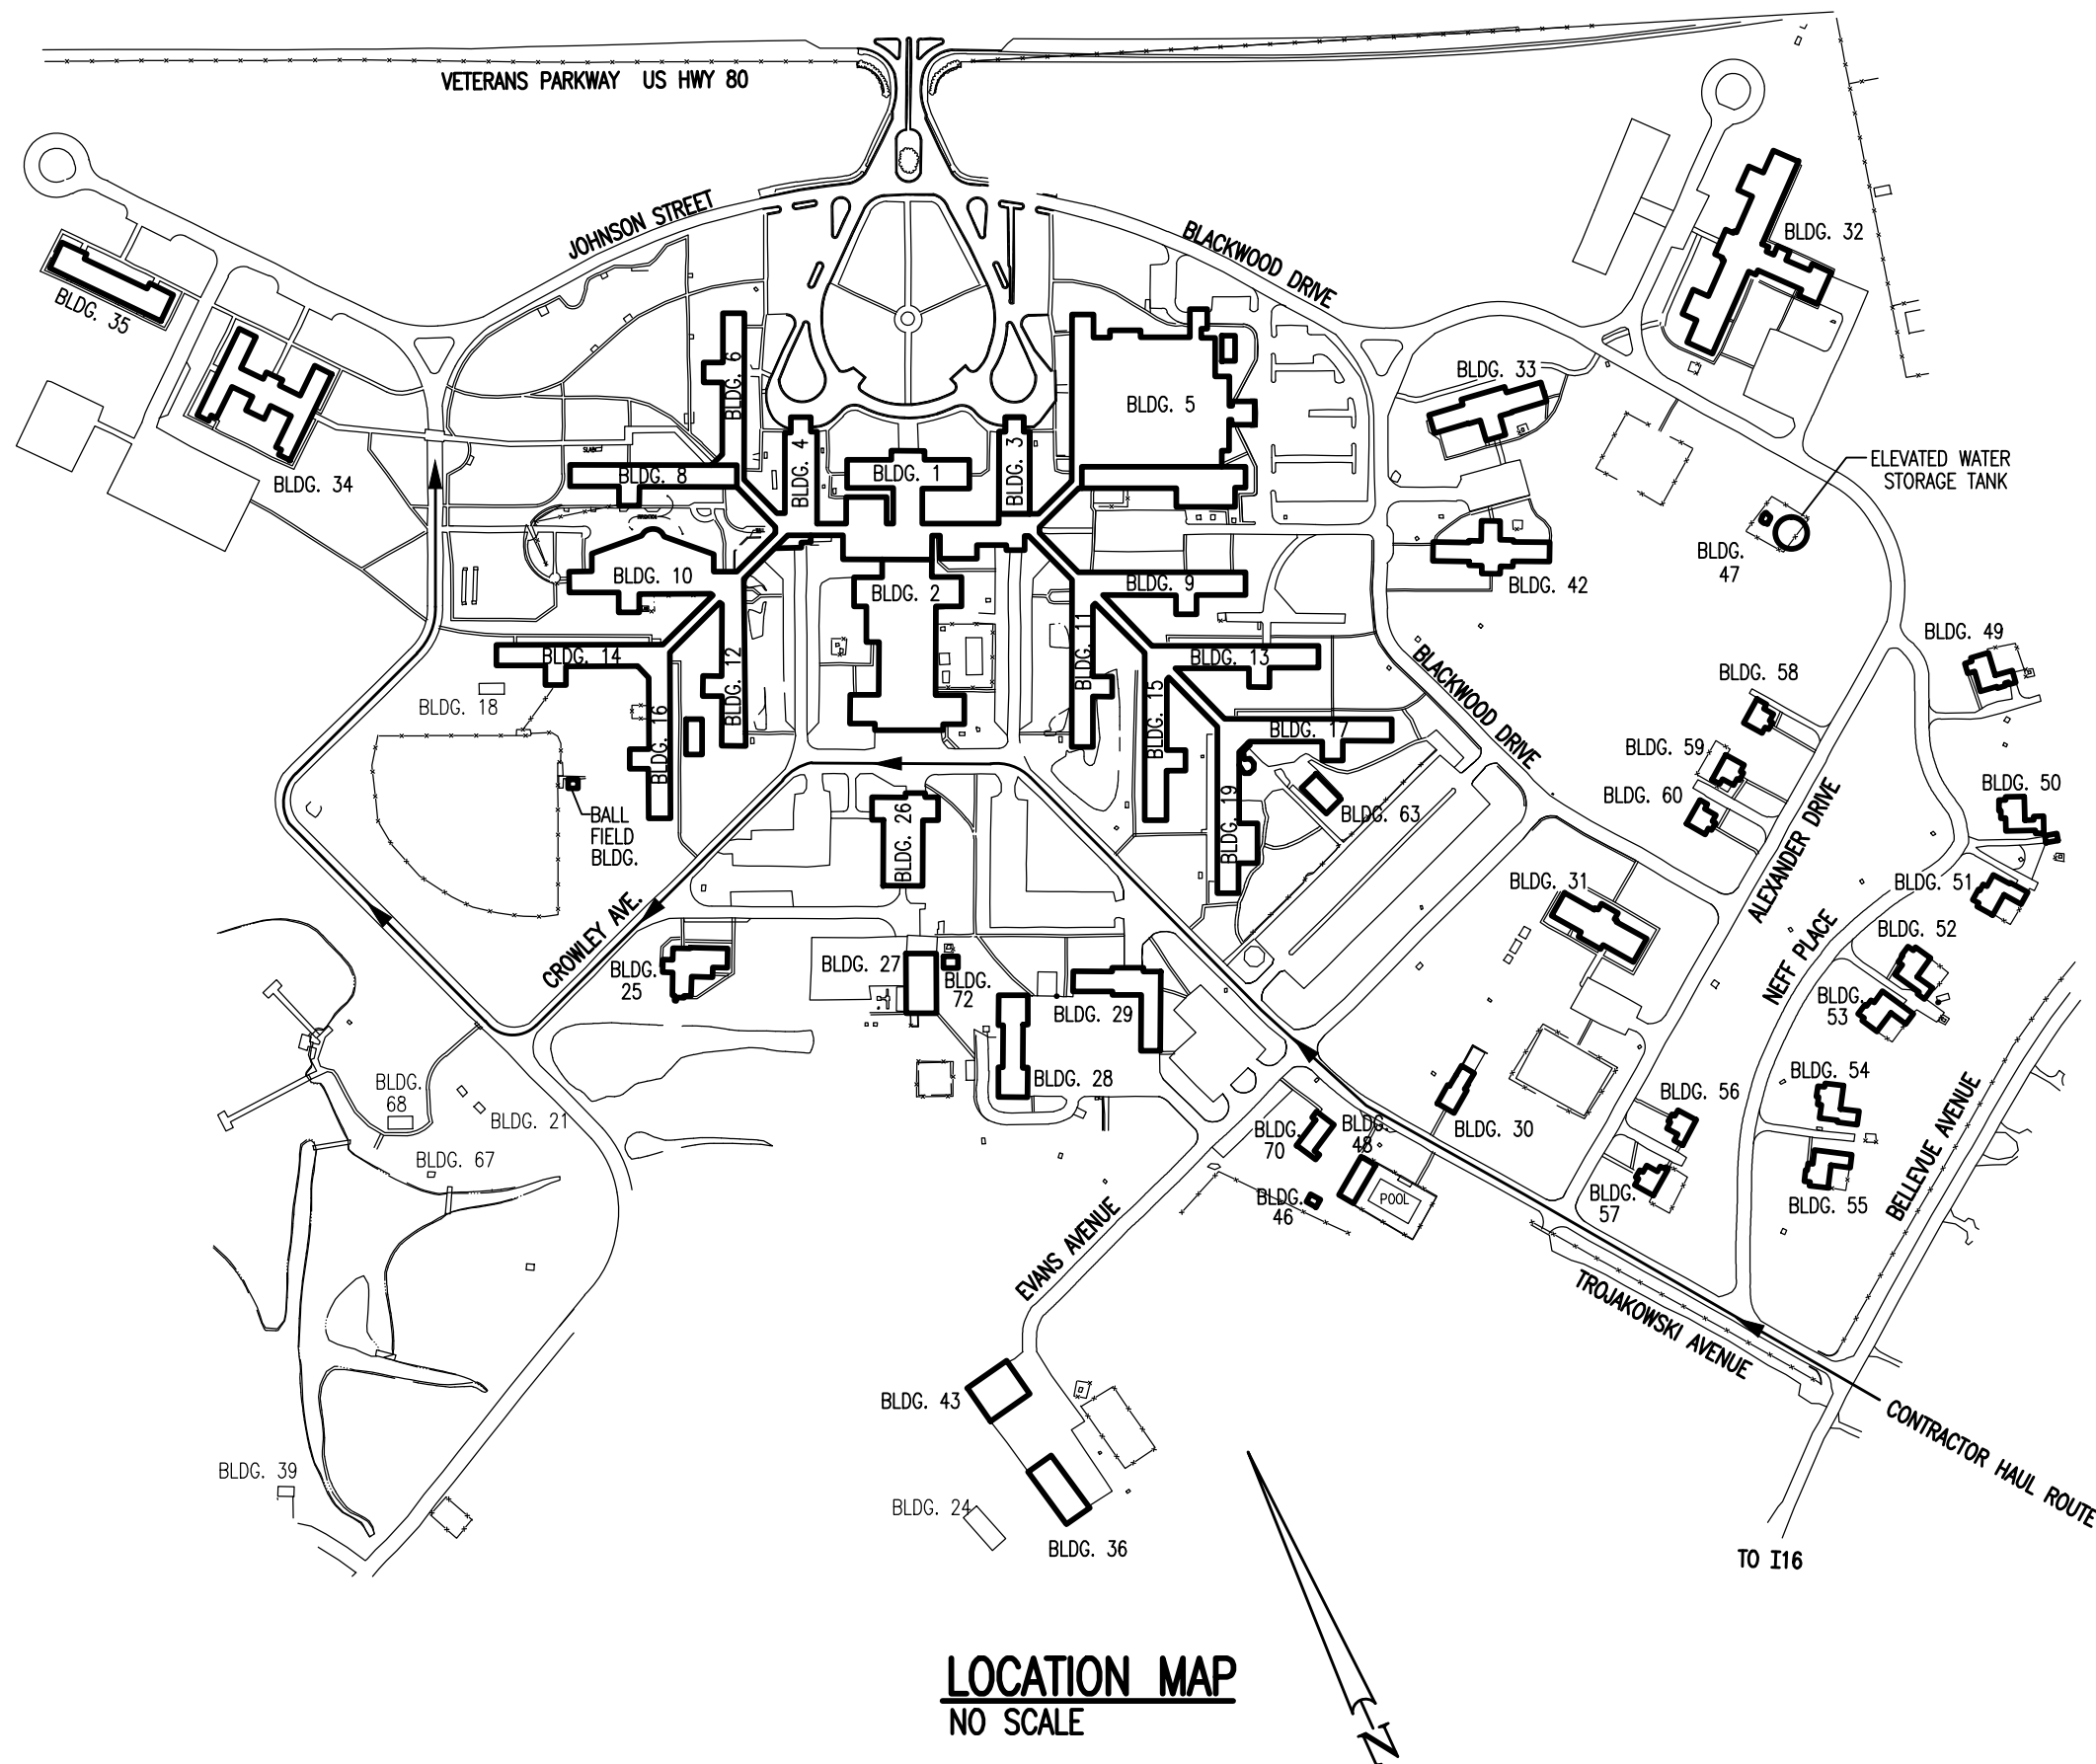 VETERANS PARKWAY US HWY 80
JOHNSON STREET
BLACKWOOD DRIVE
BLDG. 32
BLDG. 35
BLDG. 6
BLDG. 5
BLDG. 33
BLDG. 34
BLDG. 8
BLDG. 4
BLDG. 1
BLDG. 3
ELEVATED WATER
STORAGE TANK
BLDG.
47
BLDG. 10
BLDG. 2
BLDG. 9
BLDG. 42
BLDG. 11
BLDG. 49
BLDG. 14
BLDG. 12
BLDG. 13
BLDG. 58
BLACKWOOD DRIVE
BLDG. 18
BLDG. 16
BLDG. 15
BLDG. 17
BLDG. 59
BLDG. 50
BLDG. 60
BALL
FIELD
BLDG.
BLDG. 26
BLDG. 19
BLDG. 63
ALEXANDER DRIVE
BLDG. 31
BLDG. 51
CROWLEY AVE.
BLDG. 52
NEFF PLACE
BLDG.
25
BLDG. 27
BLDG.
72
BLDG. 29
BLDG.
53
BLDG.
68
BLDG. 28
BLDG. 54
BLDG. 21
BLDG. 56
BLDG.
70
BLDG.
48
BLDG. 30
BELLEVUE AVENUE
BLDG. 67
BLDG.
46
POOL
BLDG.
57
BLDG. 55
EVANS AVENUE
TROJAKOWSKI AVENUE
BLDG. 43
CONTRACTOR HAUL ROUTE
BLDG. 39
BLDG. 24
BLDG. 36
TO I16
LOCATION MAP
NO SCALE
N